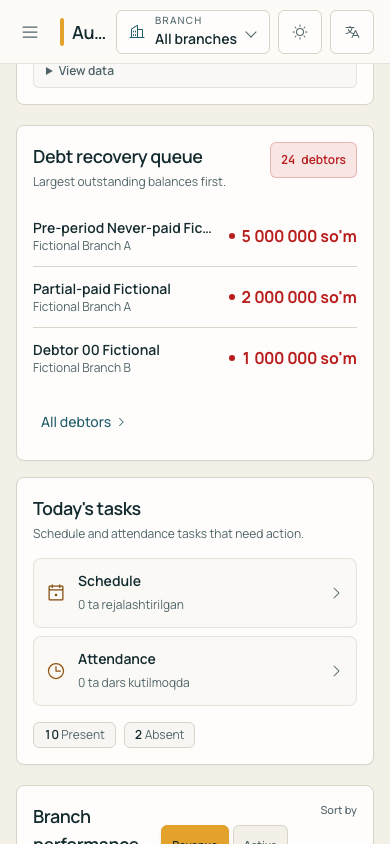 Au...
BRANCH
All branches
View data
Debt recovery queue
24 debtors
Largest outstanding balances first.
Pre-period Never-paid Fic...
Fictional Branch A
5 000 000 so'm
Partial-paid Fictional
Fictional Branch A
2 000 000 so'm
Debtor 00 Fictional
Fictional Branch B
1 000 000 so'm
All debtors
Today's tasks
Schedule and attendance tasks that need action.
Schedule
0 ta rejalashtirilgan
Attendance
0 ta dars kutilmoqda
10 Present
2 Absent
Branch
performance
Sort by